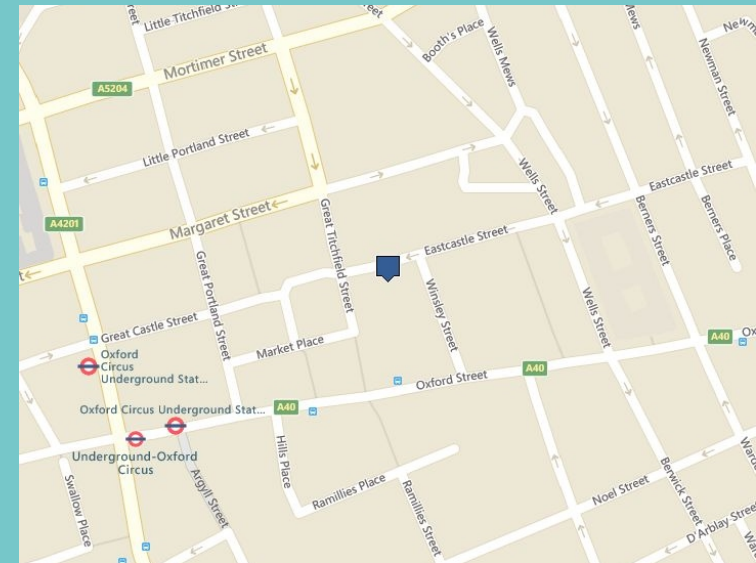 Little Titchfield St
reet
Booth's Place
Wells Mews
Mews
Newm
Mortimer Street
A5204
Newman Street
Little Portland Street
Wells Street
Eastcastle Street
A4201
Margaret Street
Great Titchfield Street
Great Portland Street
Eastcastle Street
Berners Street
Berners Place
Winsley Street
Wells Street
Great Castle Street
Market Place
A40
Oxford
Circus
Underground Stat...
Oxford Street
A40
Oxford Circus Underground Stat...
A40
Underground-Oxford
Circus
Hills Place
Argyll Street
Swallow Place
Ramillies Place
Ramillies Street
Noel Street
Berwick Street
D'Arblay Street